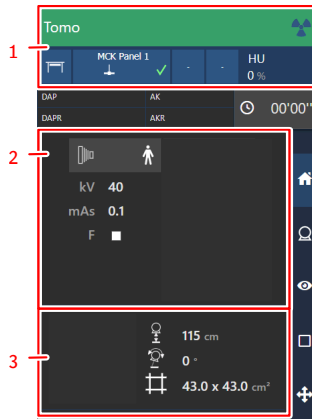 Tomo
1
MCK Panel 1
- -
HU
0 %
DAP AK
DAPR AKR
00'00"
2
kV 40
mAs 0.1
F
3
115 cm
0 °
43.0 x 43.0 cm²